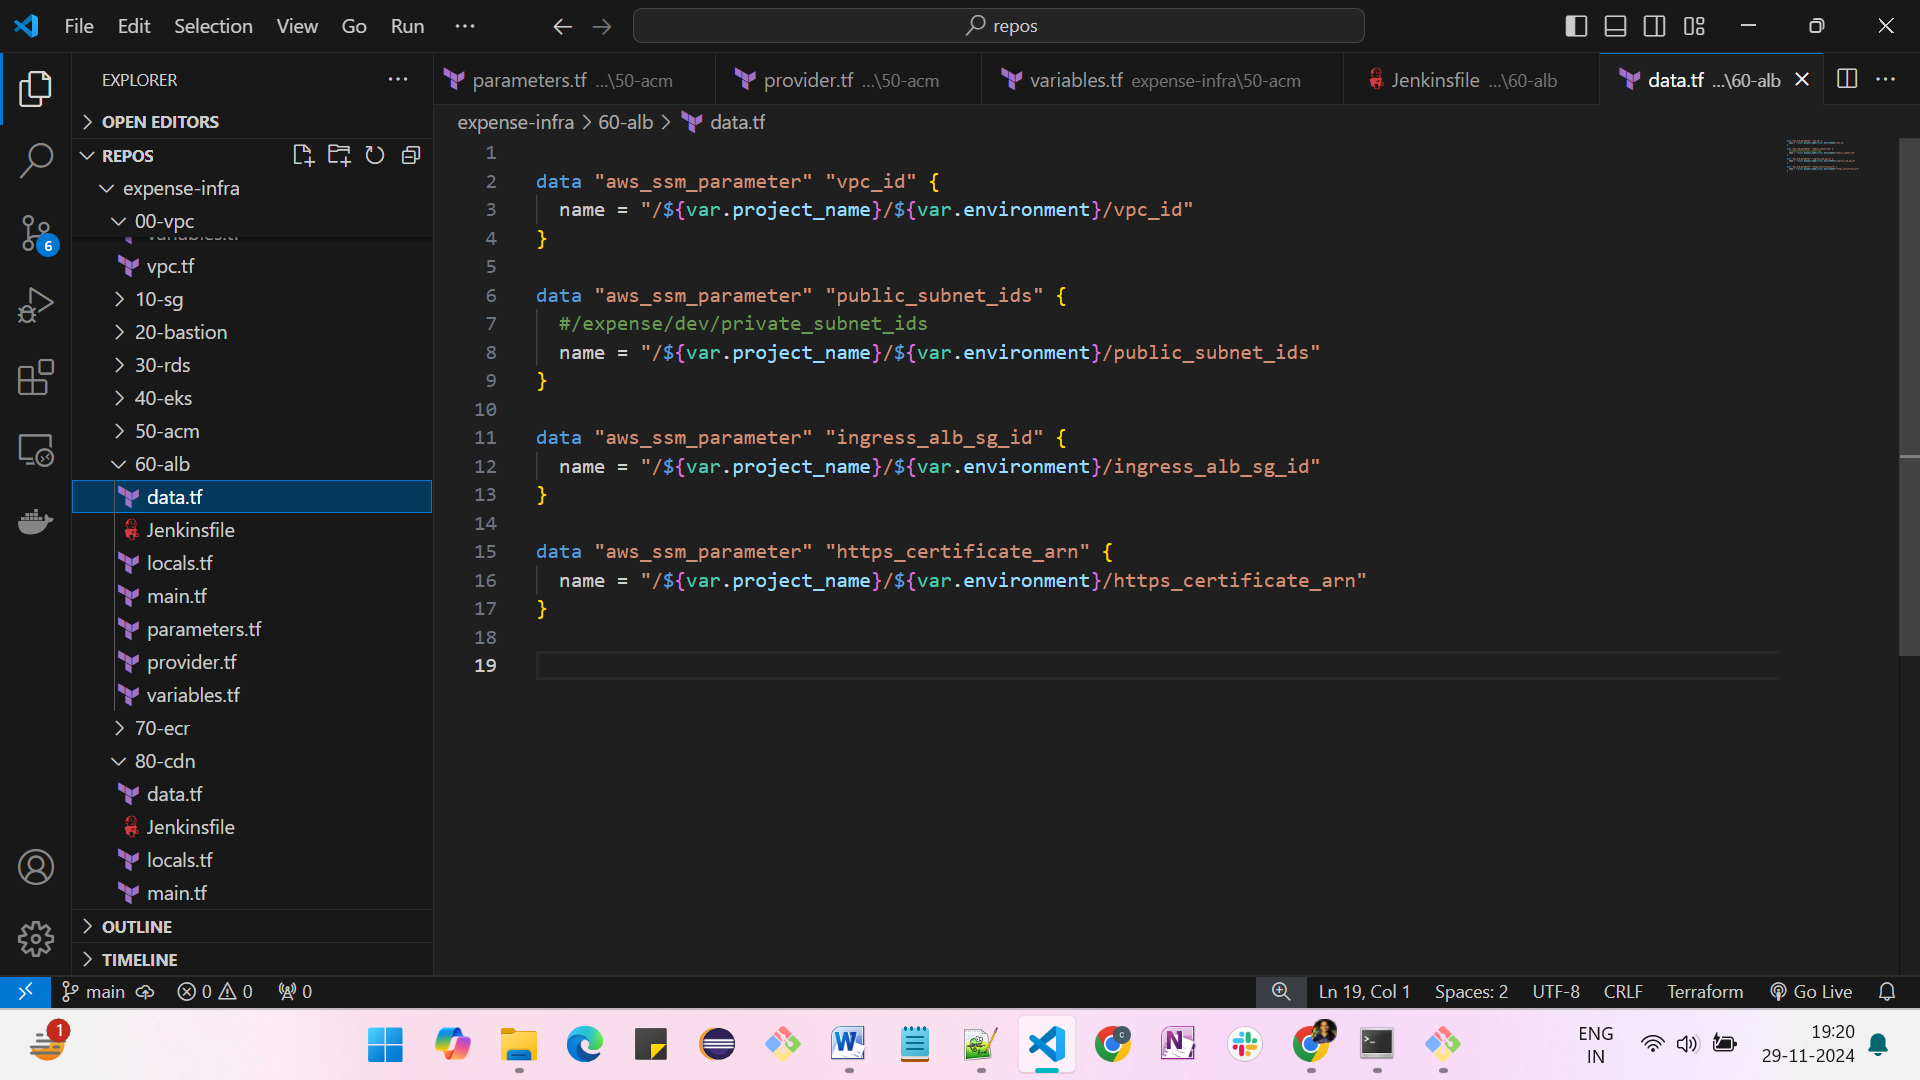 File Edit Selection View Go Run ···
repos
EXPLORER
OPEN EDITORS
REPOS
expense-infra
00-vpc
variables.tf
vpc.tf
10-sg
20-bastion
30-rds
40-eks
50-acm
60-alb
data.tf
Jenkinsfile
locals.tf
main.tf
parameters.tf
provider.tf
variables.tf
70-ecr
80-cdn
data.tf
Jenkinsfile
locals.tf
main.tf
OUTLINE
TIMELINE
6
parameters.tf ...\50-acm
provider.tf ...\50-acm
variables.tf expense-infra\50-acm
Jenkinsfile ...\60-alb
data.tf ...\60-alb
expense-infra > 60-alb > data.tf
1
2 data "aws_ssm_parameter" "vpc_id" {
3 name = "/${var.project_name}/${var.environment}/vpc_id"
4 }
5
6 data "aws_ssm_parameter" "public_subnet_ids" {
7 #/expense/dev/private_subnet_ids
8 name = "/${var.project_name}/${var.environment}/public_subnet_ids"
9 }
10
11 data "aws_ssm_parameter" "ingress_alb_sg_id" {
12 name = "/${var.project_name}/${var.environment}/ingress_alb_sg_id"
13 }
14
15 data "aws_ssm_parameter" "https_certificate_arn" {
16 name = "/${var.project_name}/${var.environment}/https_certificate_arn"
17 }
18
19
main 0 0 0
Ln 19, Col 1 Spaces: 2 UTF-8 CRLF Terraform Go Live
1
ENG
IN
19:20
29-11-2024